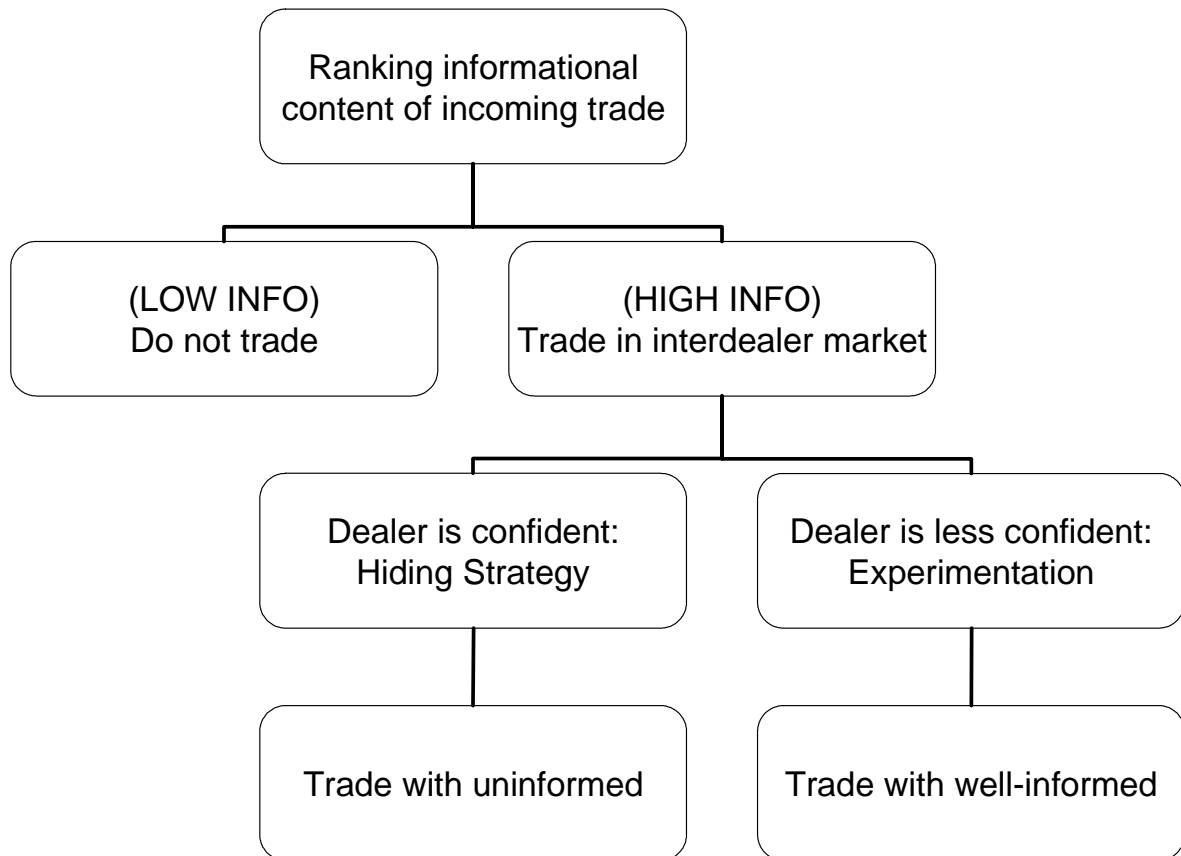 Ranking informational
content of incoming trade
(LOW INFO)
Do not trade
(HIGH INFO)
Trade in interdealer market
Dealer is confident:
Hiding Strategy
Dealer is less confident:
Experimentation
Trade with uninformed
Trade with well-informed